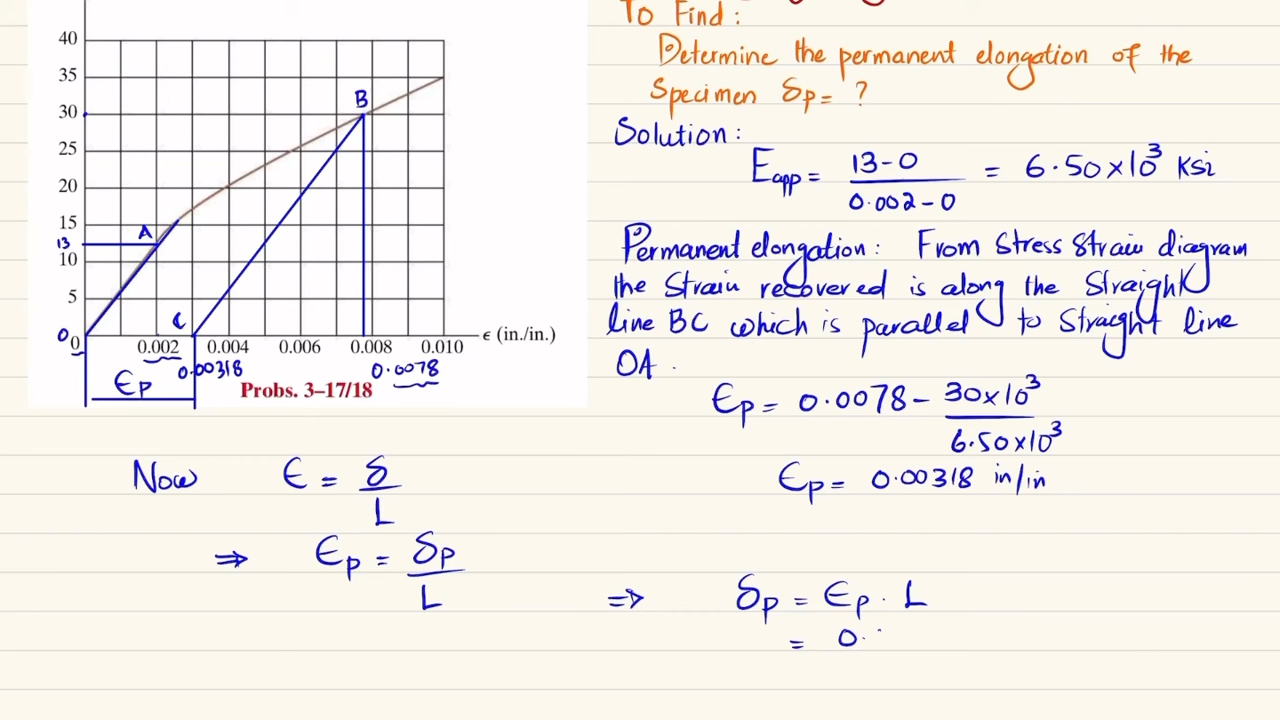 To Find:
Determine the permanent elongation of the
Specimen δp = ?
Solution:
Eapp = 13-0 / 0.002-0 = 6.50×10³ Ksi
Permanent elongation: From Stress Strain diagram
the Strain recovered is along the Straight
line BC which is parallel to Straight line
OA.
Ep = 0.0078 - 30×10³ / 6.50×10³
Ep = 0.00318 in/in
40
35
30
25
20
15
13
10
5
A
B
C
0 0
0.002 0.004 0.006 0.008 0.010 ϵ (in./in.)
Ep 0.00318 0.0078
Probs. 3–17/18
Now ϵ = δ / L
⇒ ϵp = δp / L
⇒ δp = ϵp . L
= 0.